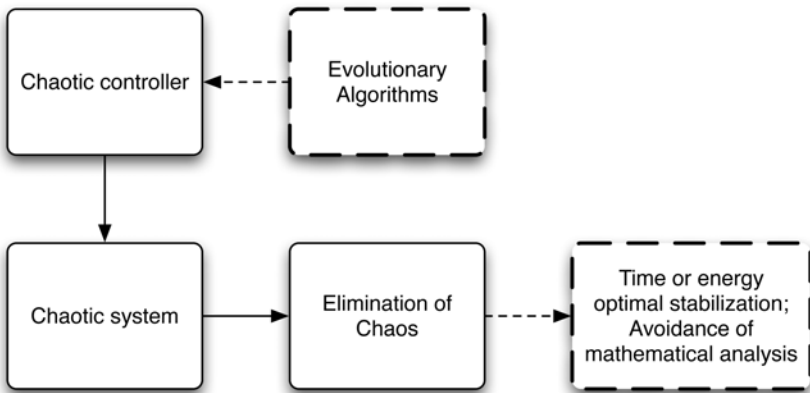 Chaotic controller
Evolutionary
Algorithms
Chaotic system
Elimination of
Chaos
Time or energy
optimal stabilization;
Avoidance of
mathematical analysis